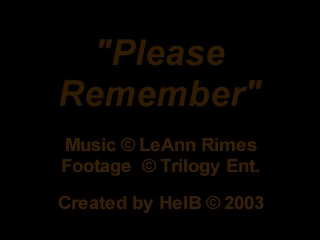 "Please
Remember"
Music © LeAnn Rimes
Footage © Trilogy Ent.
Created by HelB © 2003